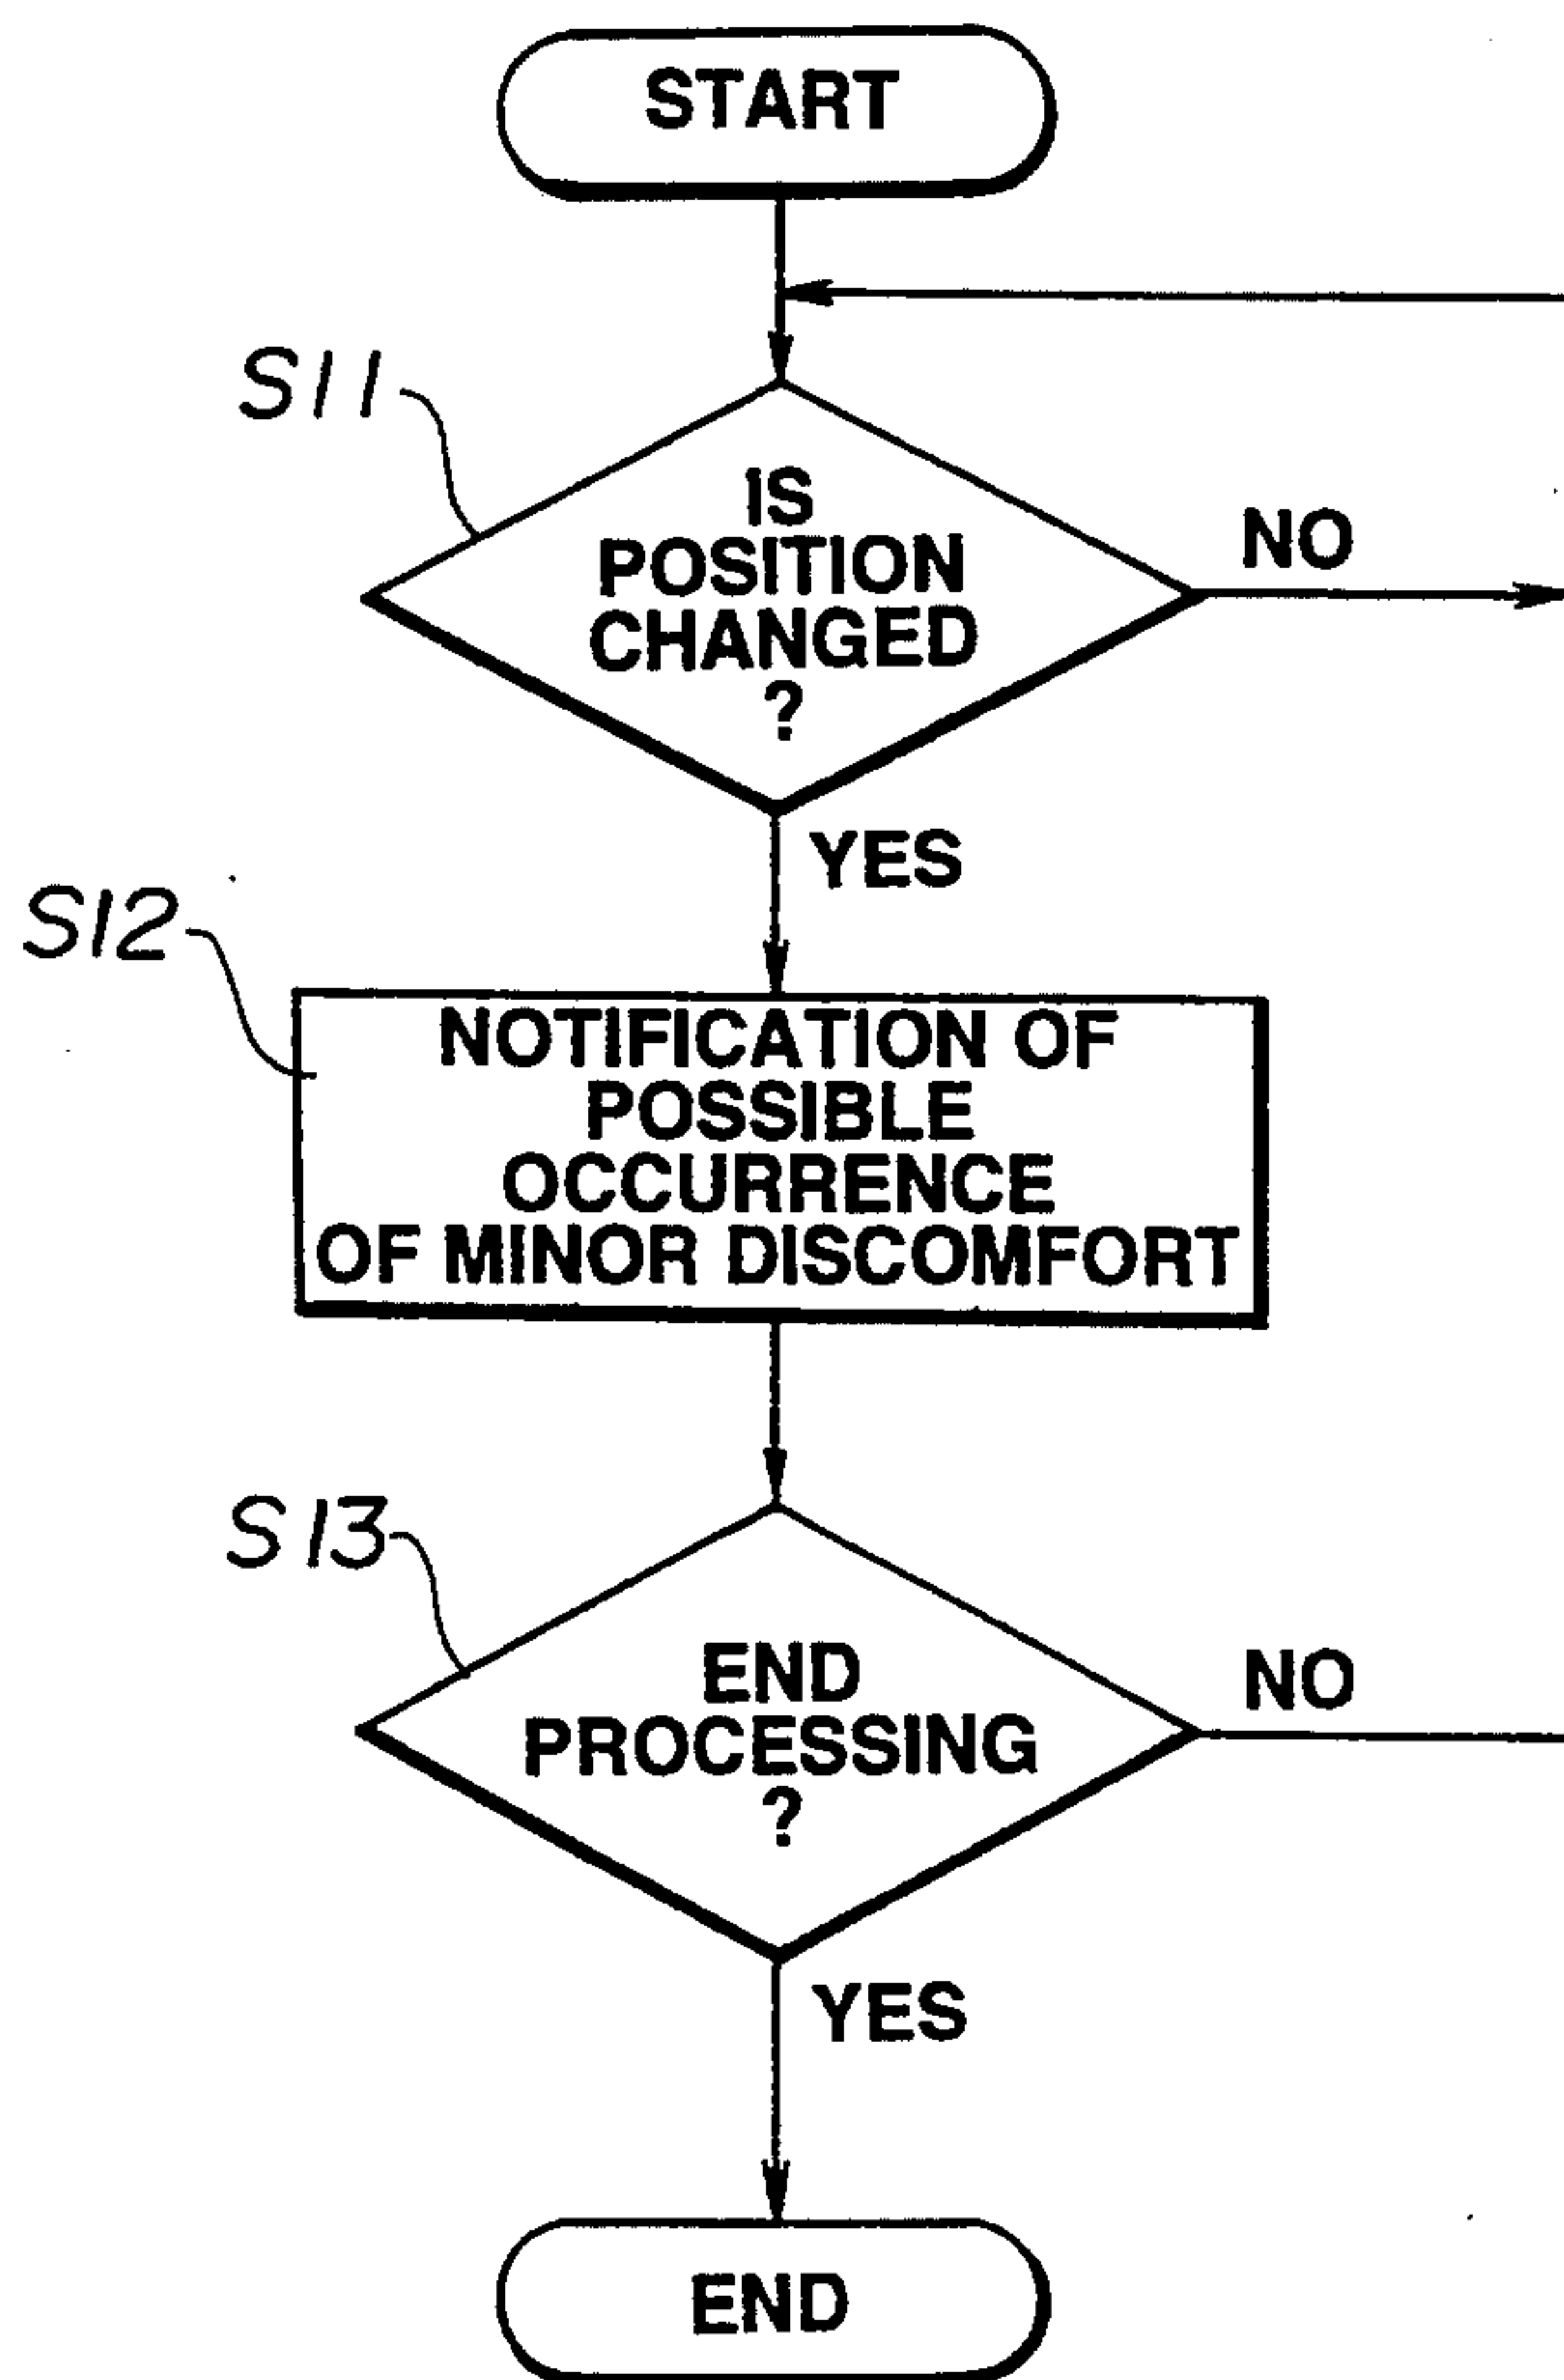 START
S11
IS
POSITION
CHANGED
?
NO
YES
S12
NOTIFICATION OF
POSSIBLE
OCCURRENCE
OF MINOR DISCOMFORT
S13
END
PROCESSING
?
NO
YES
END